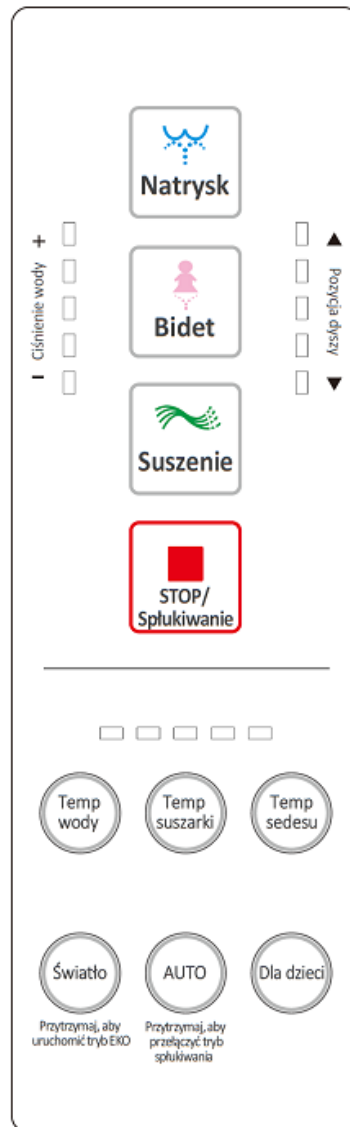 Natrysk
+
Ciśnienie wody
−
▲
Pozycja dyszy
▼
Bidet
Suszenie
STOP/
Spłukiwanie
Temp
wody
Temp
suszarki
Temp
sedesu
Światło
Przytrzymaj, aby
uruchomić tryb EKO
AUTO
Przytrzymaj, aby
przełączyć tryb
spłukiwania
Dla dzieci